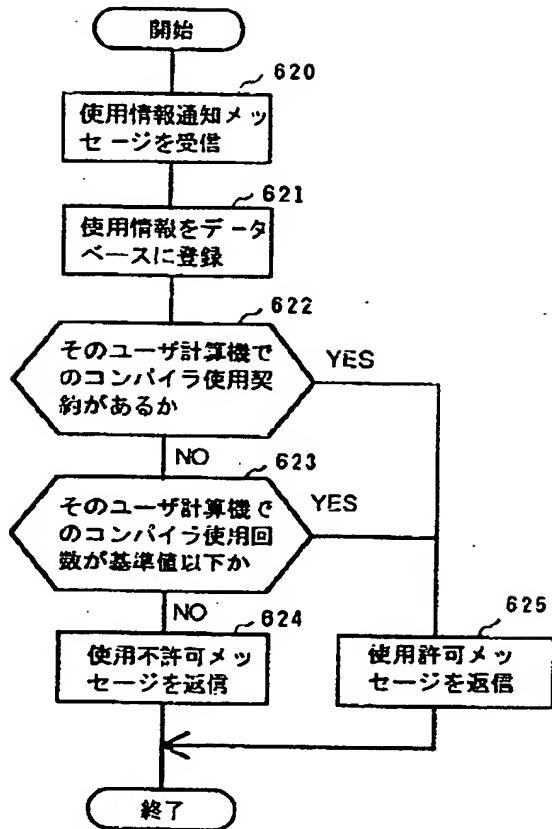 開始
620
使用情報通知メッ
セージを受信
621
使用情報をデータ
ベースに登録
622
そのユーザ計算機で
のコンパイラ使用契
約があるか
YES
NO
623
そのユーザ計算機で
のコンパイラ使用回
数が基準値以下か
YES
NO
624
使用不許可メッ
セージを返信
625
使用許可メッ
セージを返信
終了